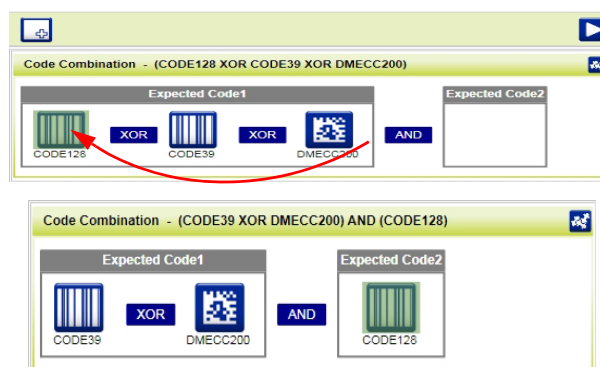 Code Combination - (CODE128 XOR CODE39 XOR DMECC200)
Expected Code1 Expected Code2
XOR XOR AND
CODE128 CODE39 DMECC200
Code Combination - (CODE39 XOR DMECC200) AND (CODE128)
Expected Code1 Expected Code2
XOR AND
CODE39 DMECC200 CODE128